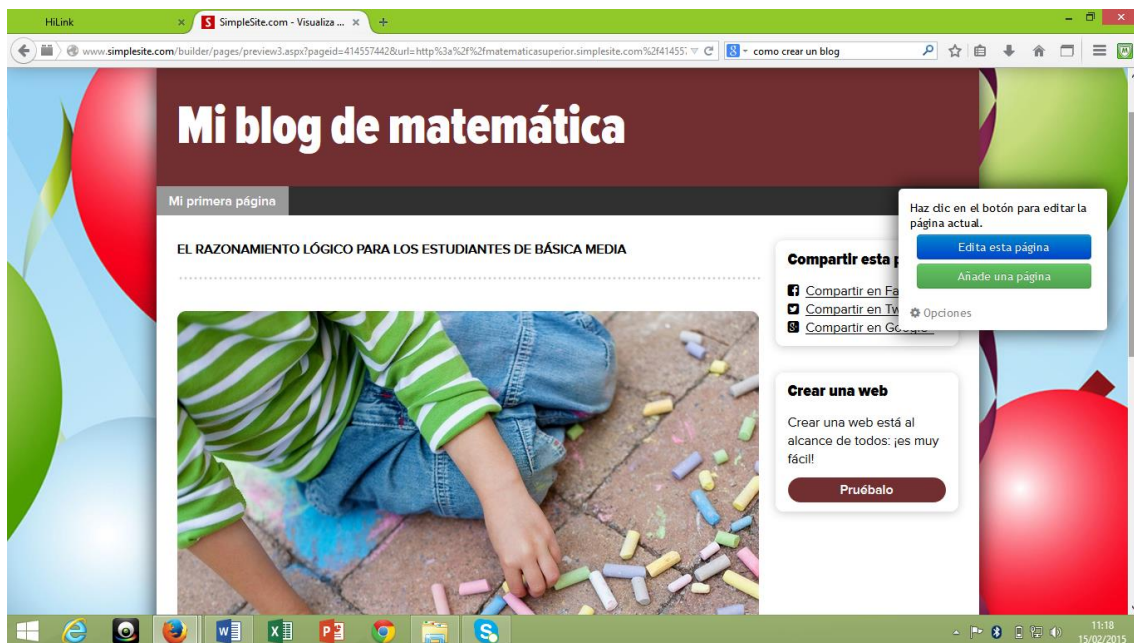 HiLink
SimpleSite.com - Visualiza ...
www.simplesite.com/builder/pages/preview3.aspx?pageid=414557442&url=http%3a%2f%2fmatematicasuperior.simplesite.com%2f41455
como crear un blog
Mi blog de matemática
Mi primera página
Haz clic en el botón para editar la
página actual.
Edita esta página
Añade una página
Opciones
EL RAZONAMIENTO LÓGICO PARA LOS ESTUDIANTES DE BÁSICA MEDIA
Compartir esta p
Compartir en Fa
Compartir en Tw
Compartir en Google
Crear una web
Crear una web está al
alcance de todos: ¡es muy
fácil!
Pruébalo
11:18
15/02/2015